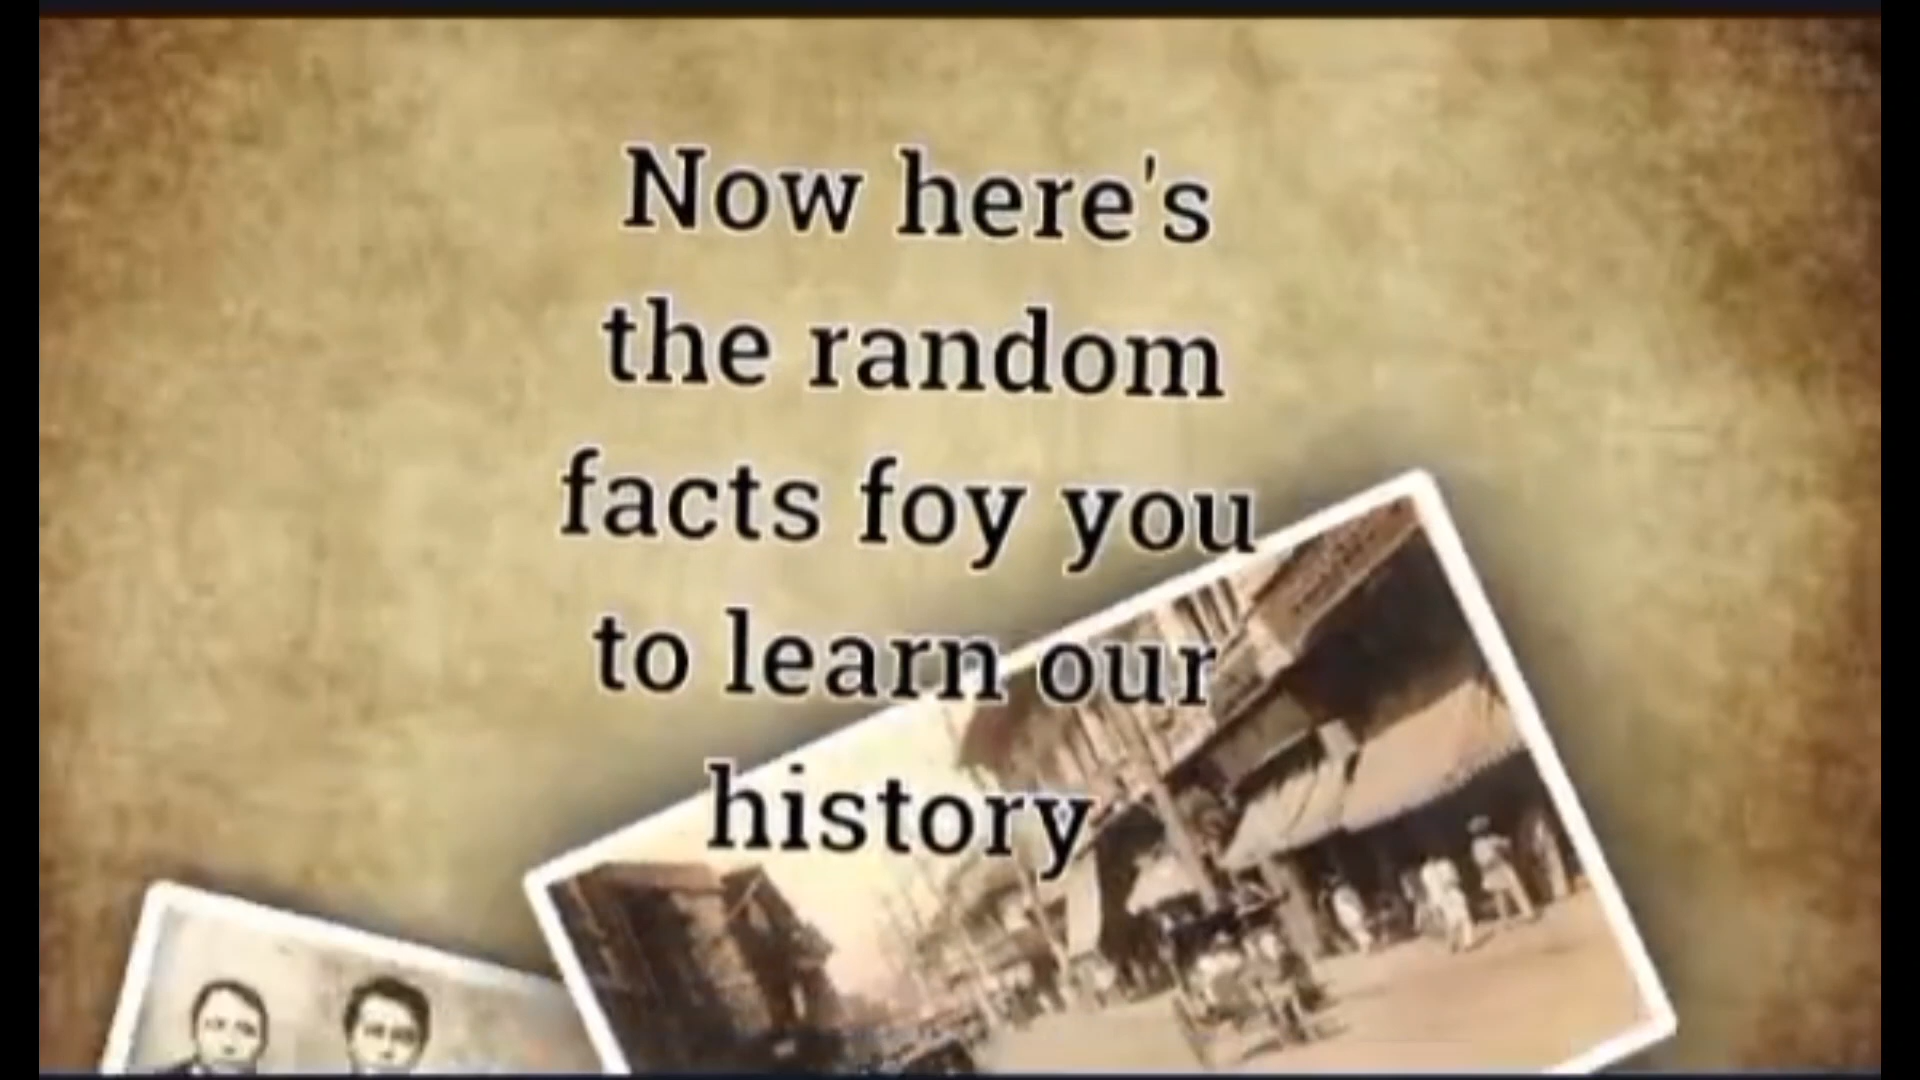 Now here's
the random
facts foy you
to learn our
history